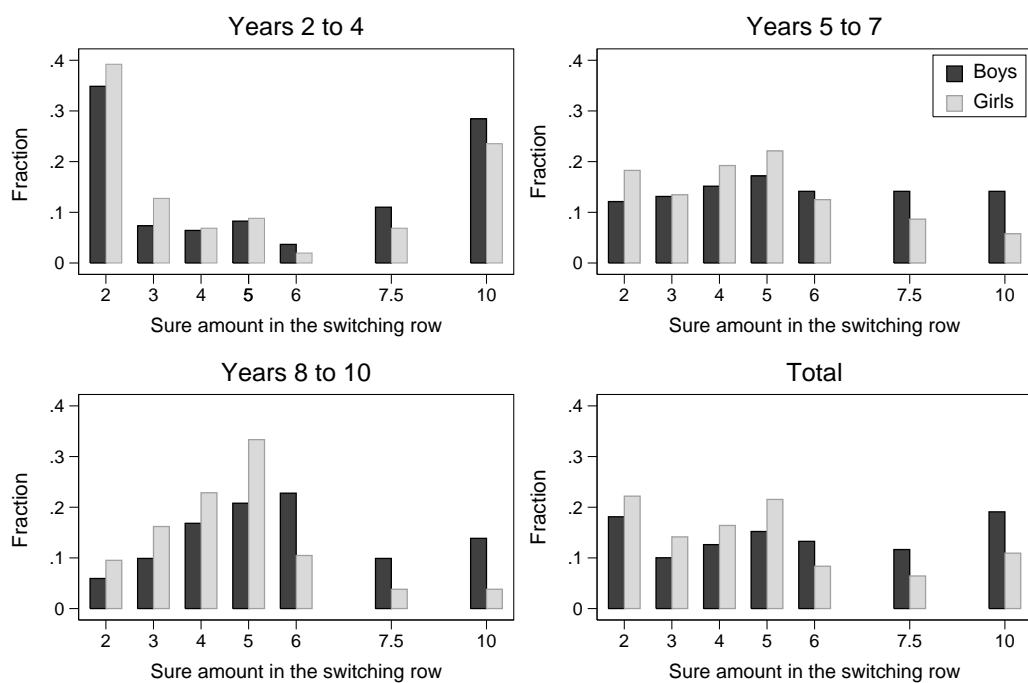 Years 2 to 4
.4
.3
.2
.1
0
Fraction
2 3 4 5 6 7.5 10
Sure amount in the switching row
Years 5 to 7
Boys
Girls
.4
.3
.2
.1
0
Fraction
2 3 4 5 6 7.5 10
Sure amount in the switching row
Years 8 to 10
.4
.3
.2
.1
0
Fraction
2 3 4 5 6 7.5 10
Sure amount in the switching row
Total
.4
.3
.2
.1
0
Fraction
2 3 4 5 6 7.5 10
Sure amount in the switching row